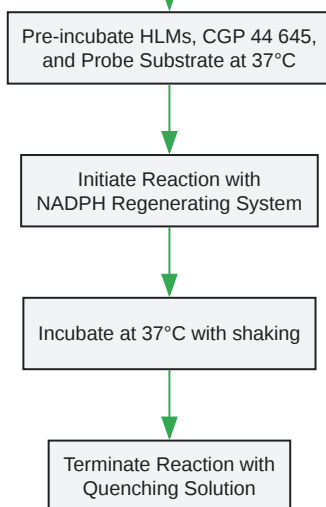 Pre-incubate HLMs, CGP 44 645,
and Probe Substrate at 37°C
Initiate Reaction with
NADPH Regenerating System
Incubate at 37°C with shaking
Terminate Reaction with
Quenching Solution